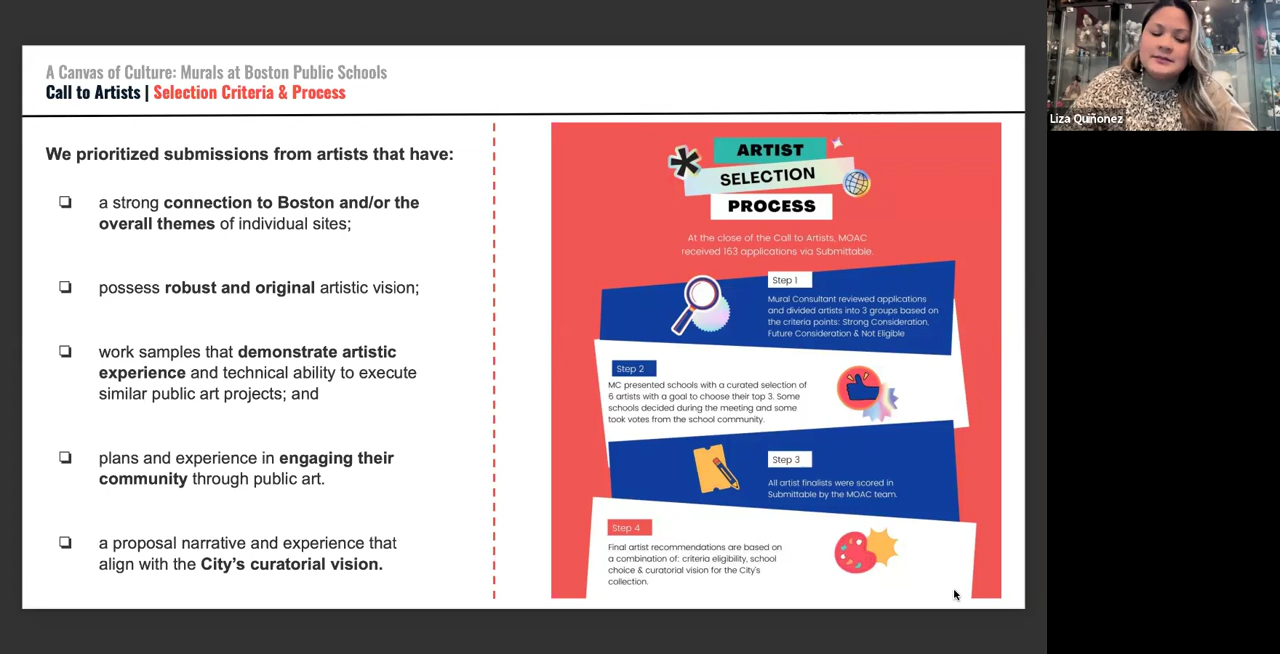 A Canvas of Culture: Murals at Boston Public Schools
Call to Artists | Selection Criteria & Process
We prioritized submissions from artists that have:
❏ a strong connection to Boston and/or the
overall themes of individual sites;
❏ possess robust and original artistic vision;
❏ work samples that demonstrate artistic
experience and technical ability to execute
similar public art projects; and
❏ plans and experience in engaging their
community through public art.
❏ a proposal narrative and experience that
align with the City's curatorial vision.
ARTIST
SELECTION
PROCESS
At the close of the Call to Artists, MOAC
received 163 applications via Submittable.
Step 1
Mural Consultant reviewed applications
and divided artists into 3 groups based on
the criteria points: Strong Consideration,
Future Consideration & Not Eligible
Step 2
MC presented schools with a curated selection of
6 artists with a goal to choose their top 3. Some
schools decided during the meeting and some
took votes from the school community.
Step 3
All artist finalists were scored in
Submittable by the MOAC team.
Step 4
Final artist recommendations are based on
a combination of: criteria eligibility, school
choice & curatorial vision for the City's
collection.
Liza Quiñonez